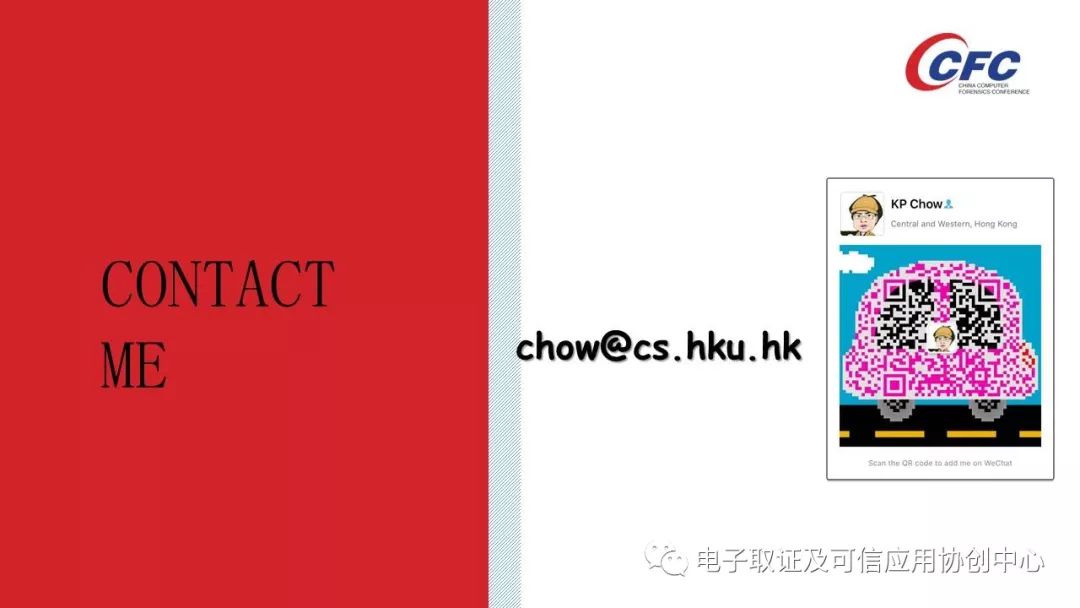 CONTACT
ME
CFC
CHINA COMPUTER
FORENSICS CONFERENCE
KP Chow
Central and Western, Hong Kong
chow@cs.hku.hk
Scan the QR code to add me on WeChat
电子取证及可信应用协创中心